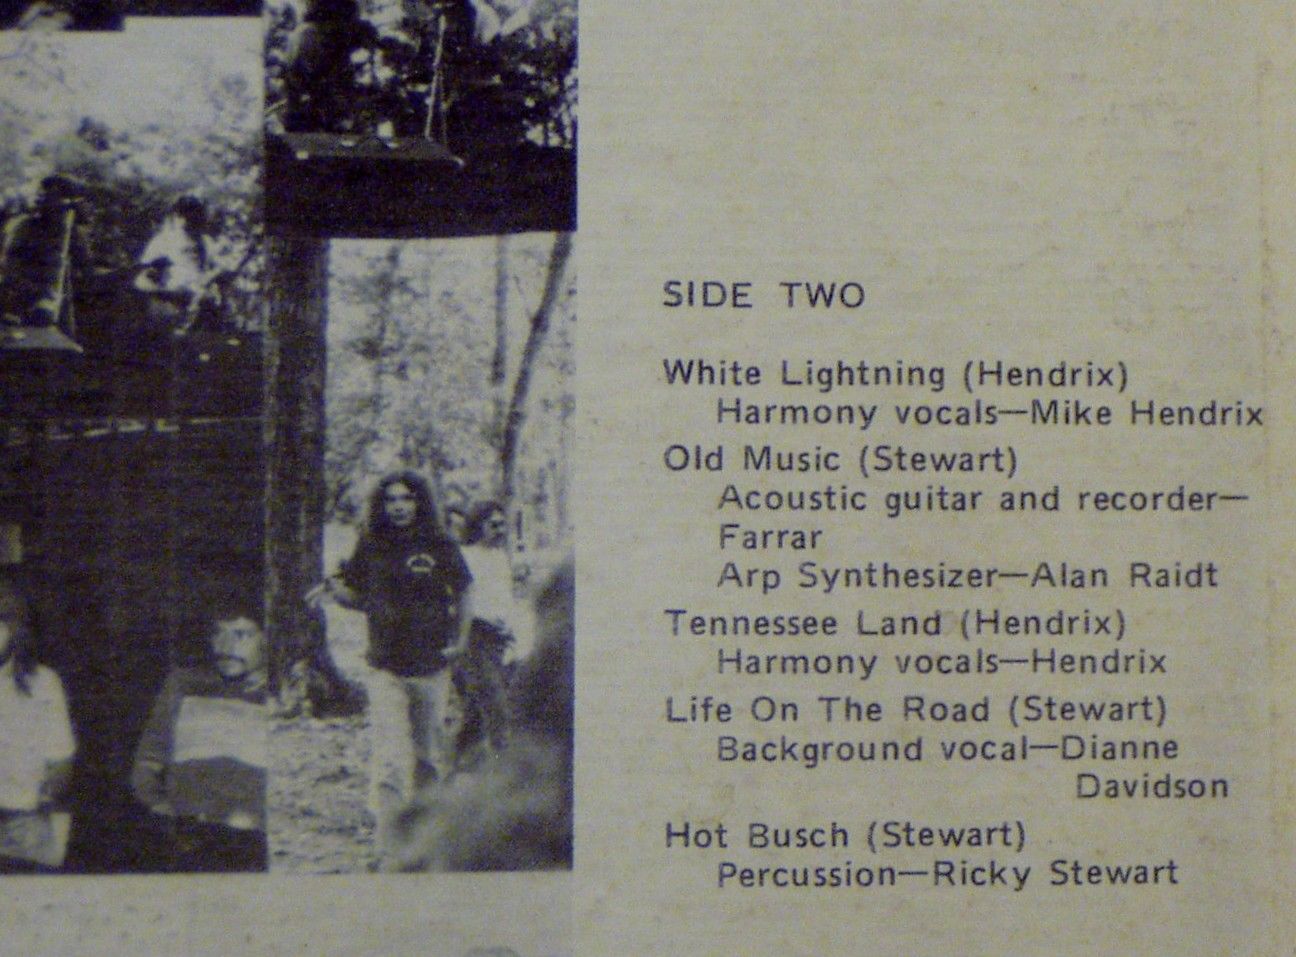 SIDE TWO
White Lightning (Hendrix)
Harmony vocals—Mike Hendrix
Old Music (Stewart)
Acoustic guitar and recorder—
Farrar
Arp Synthesizer—Alan Raidt
Tennessee Land (Hendrix)
Harmony vocals—Hendrix
Life On The Road (Stewart)
Background vocal—Dianne
Davidson
Hot Busch (Stewart)
Percussion—Ricky Stewart